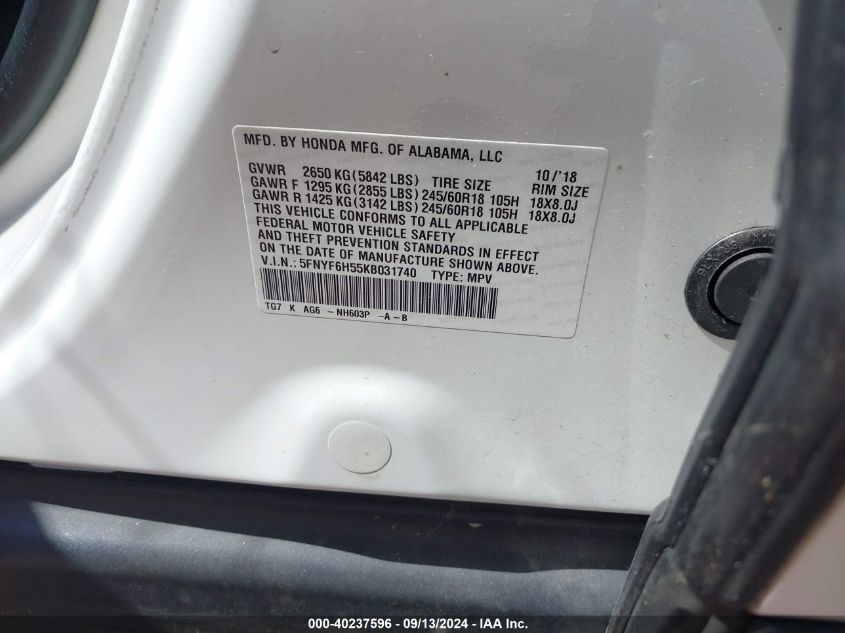 MFD. BY HONDA MFG. OF ALABAMA, LLC
10/'18
GVWR 2650 KG (5842 LBS) TIRE SIZE RIM SIZE
GAWR F 1295 KG (2855 LBS) 245/60R18 105H 18X8.0J
GAWR R 1425 KG (3142 LBS) 245/60R18 105H 18X8.0J
THIS VEHICLE CONFORMS TO ALL APPLICABLE
FEDERAL MOTOR VEHICLE SAFETY
AND THEFT PREVENTION STANDARDS IN EFFECT
ON THE DATE OF MANUFACTURE SHOWN ABOVE.
V.I.N.: 5FNYF6H55KB031740 TYPE: MPV
TG7 K AG6 -NH603P -A-B
000-40237596 - 09/13/2024 - IAA Inc.